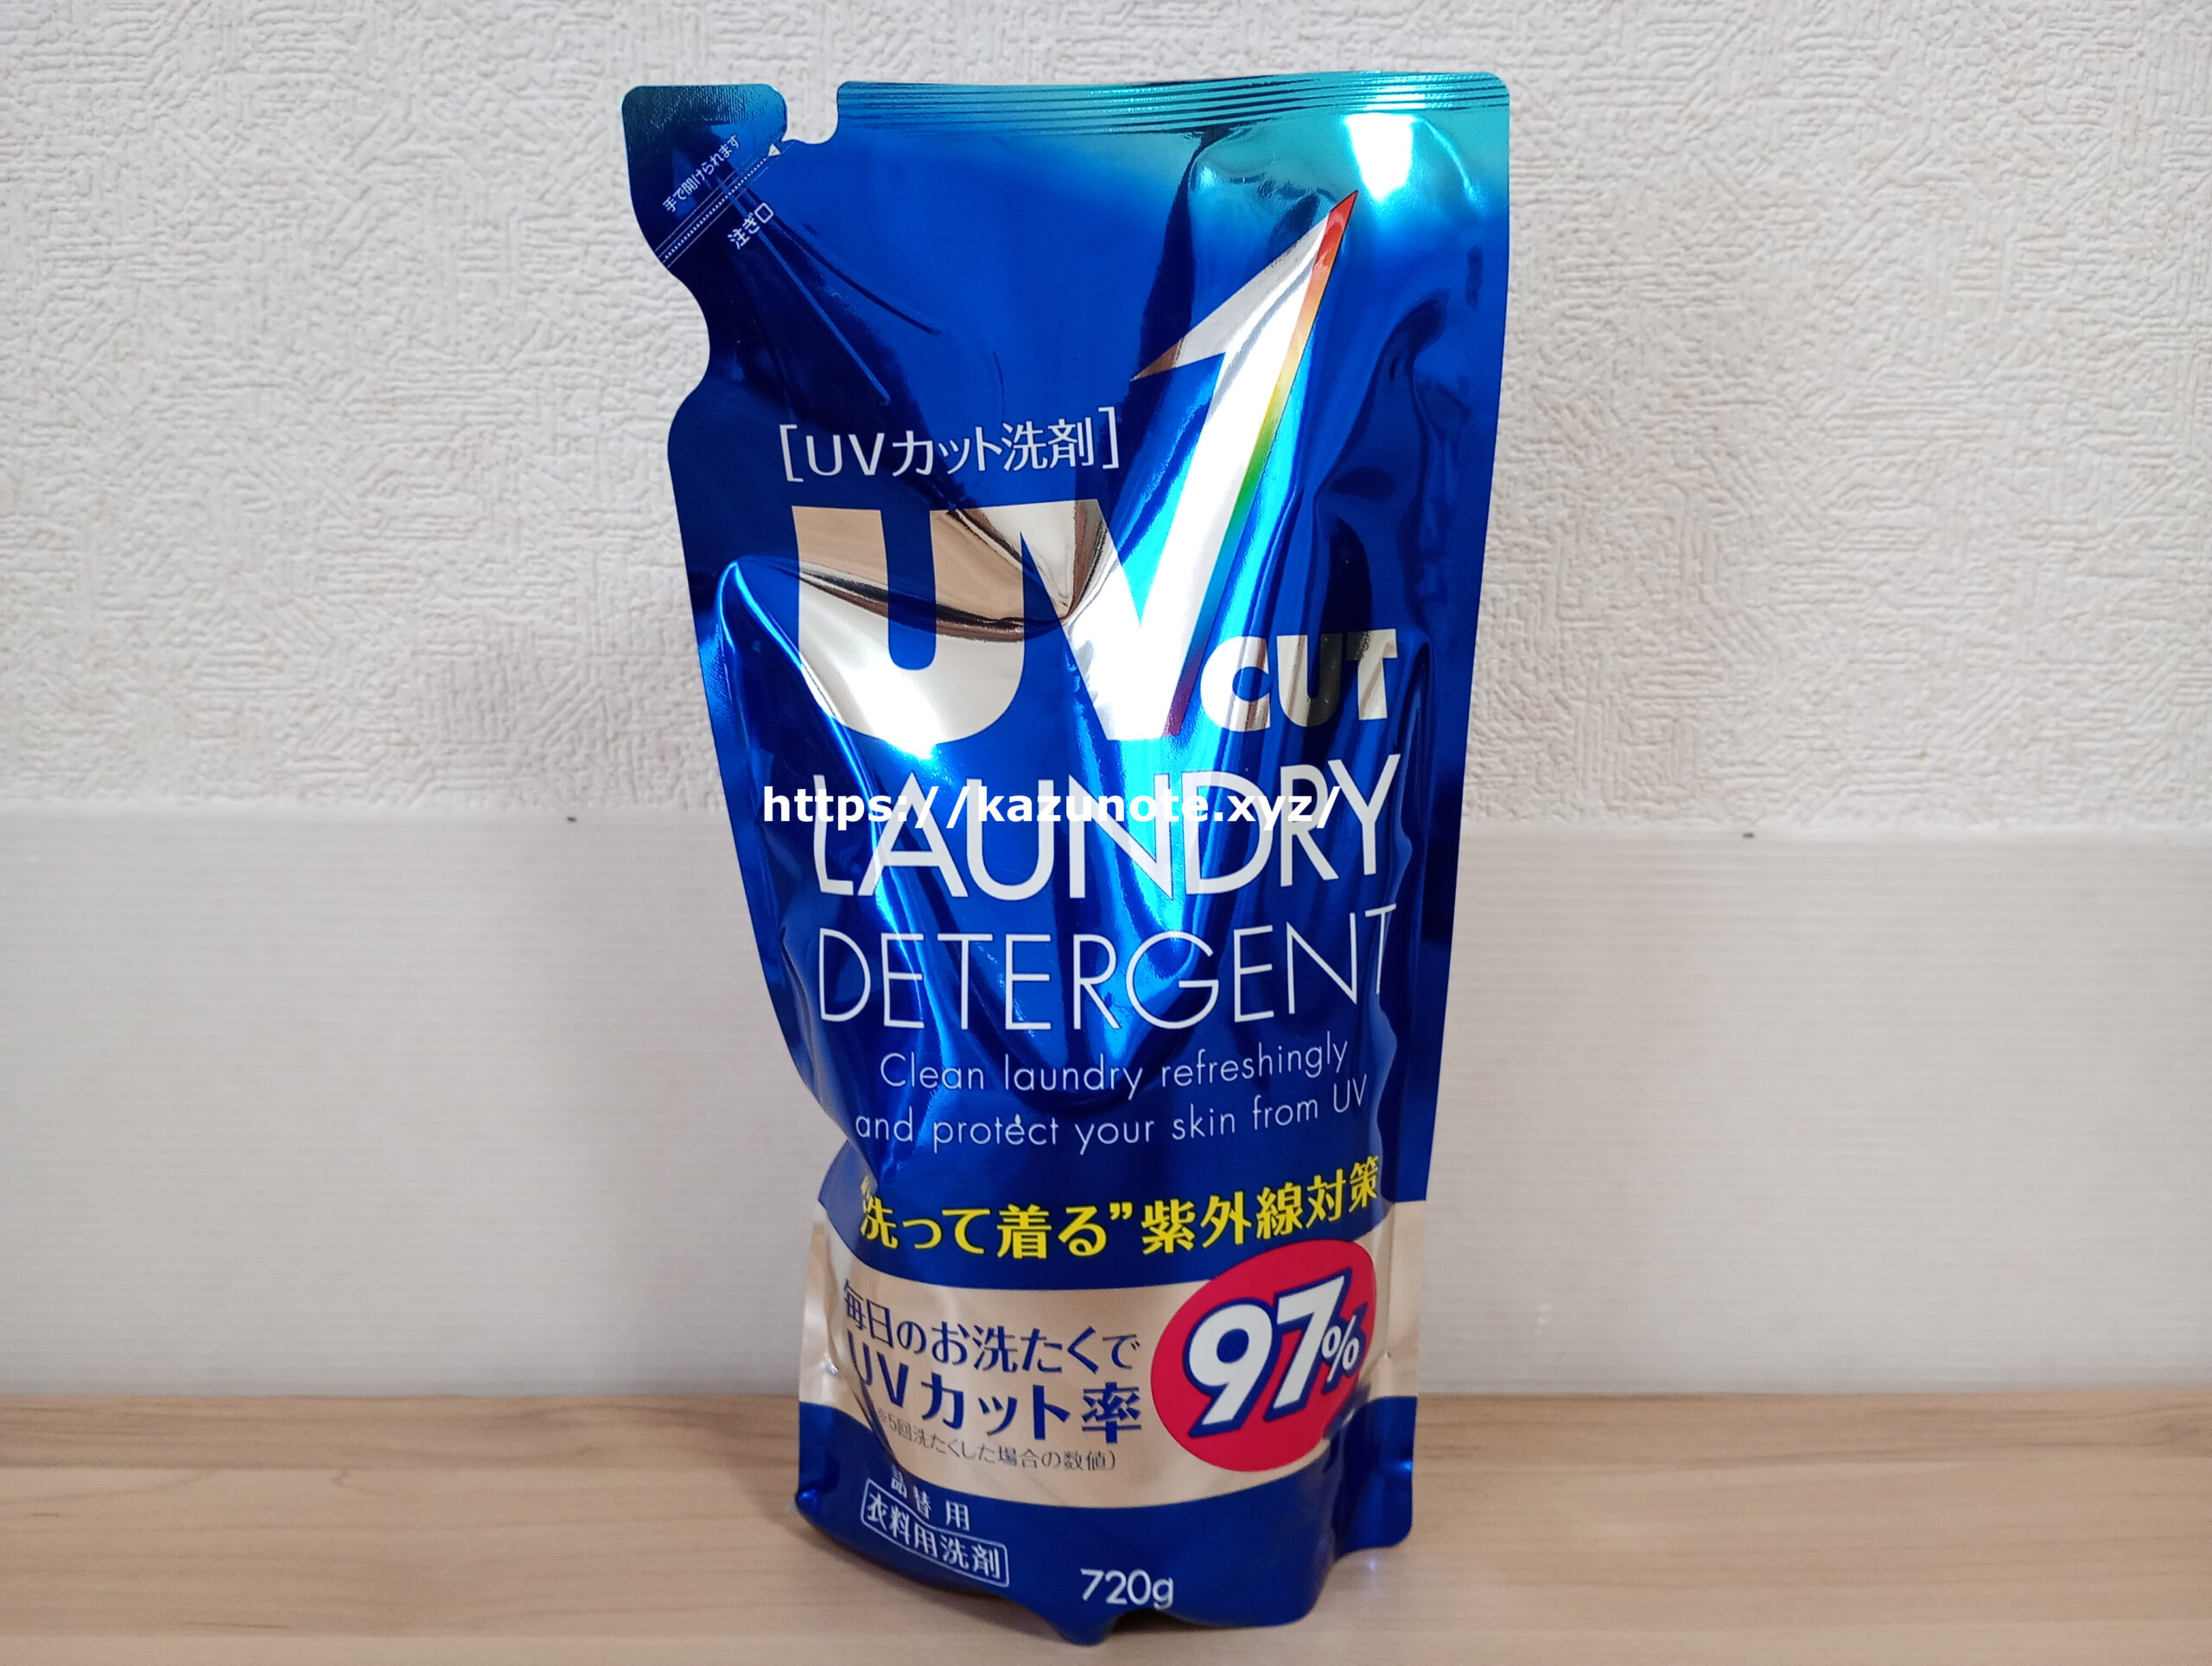 手で開けられます
注ぎ口
[UVカット洗剤]
UV CUT
https://kazunote.xyz/
LAUNDRY
DETERGENT
Clean laundry refreshingly
and protect your skin from UV
“洗って着る”紫外線対策
毎日のお洗たくで
UVカット率
97%
(※5回洗たくした場合の数値)
詰替用
衣料用洗剤
720g